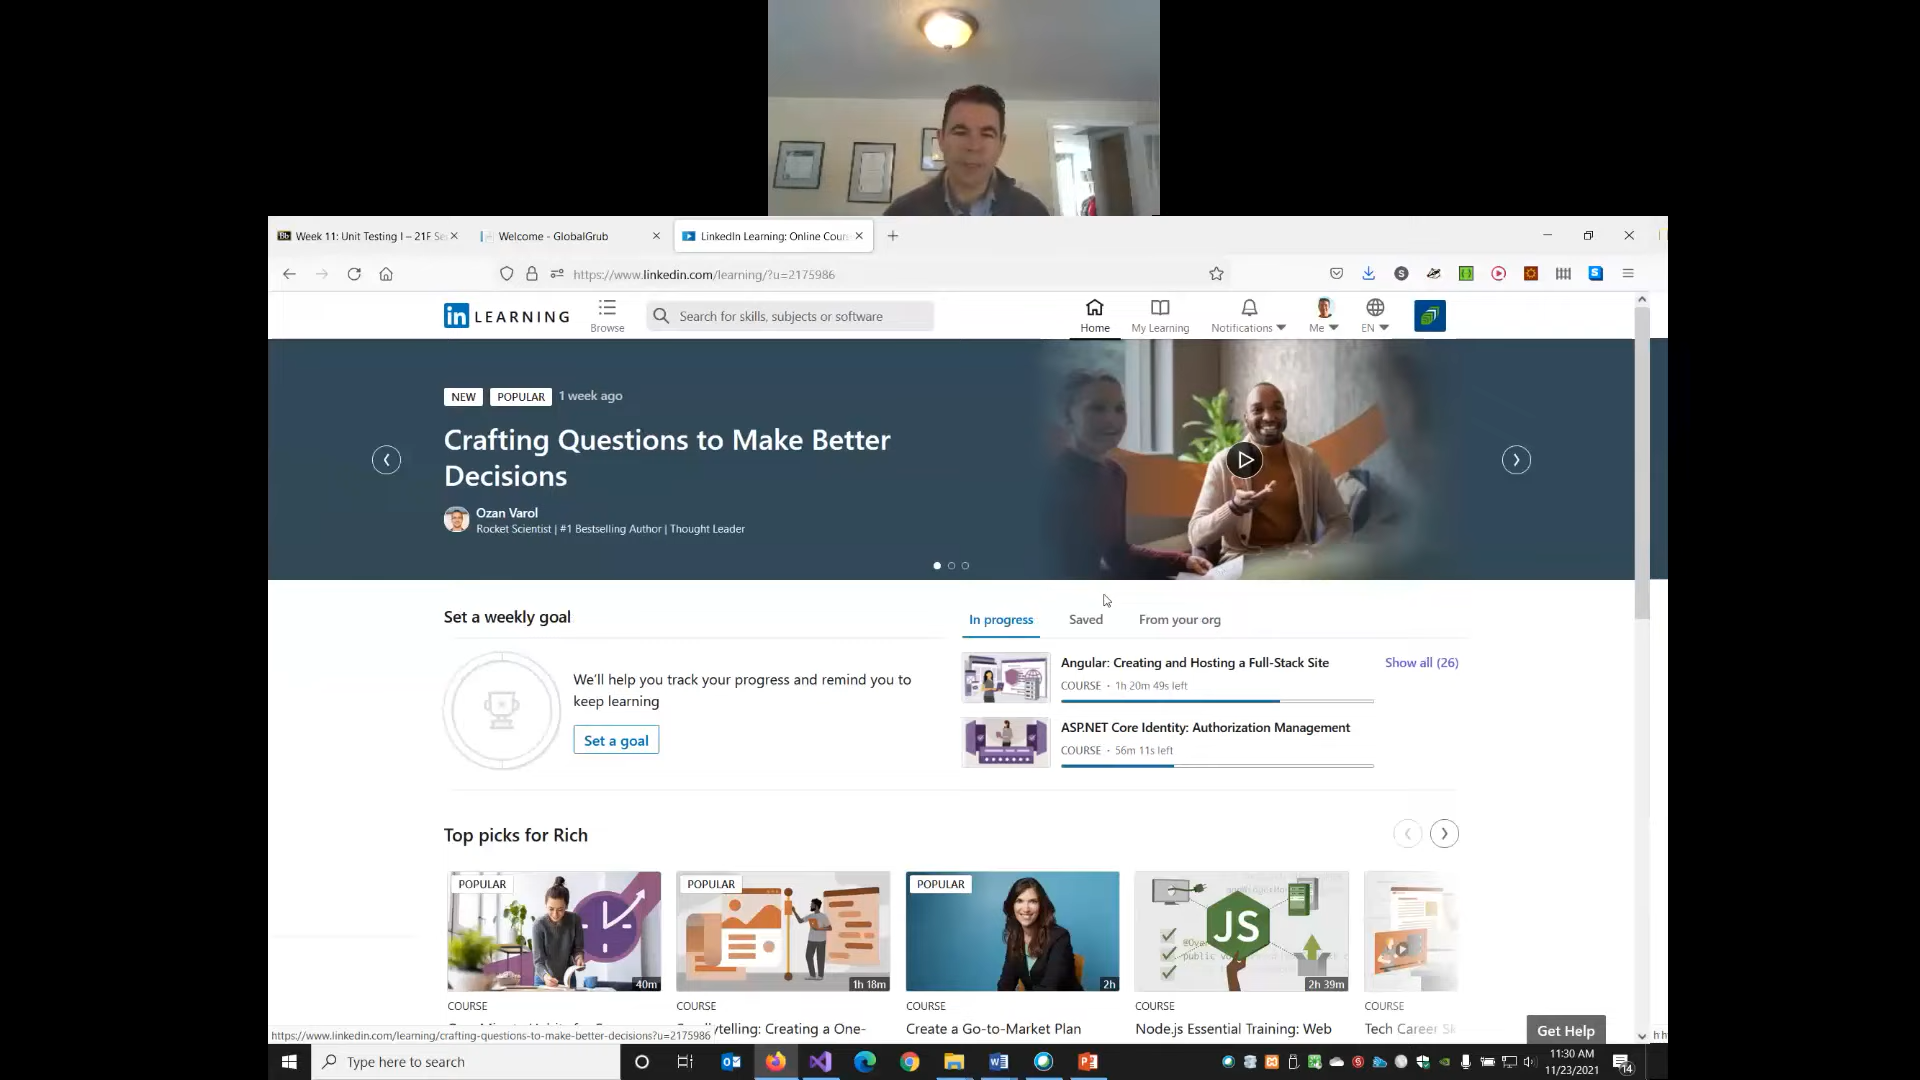 Week 11: Unit Testing I – 21F Se
Welcome - GlobalGrub
LinkedIn Learning: Online Cours
https://www.linkedin.com/learning/?u=2175986
in LEARNING
Browse
Search for skills, subjects or software
Home
My Learning
Notifications
Me
EN
NEW
POPULAR
1 week ago
Crafting Questions to Make Better
Decisions
Ozan Varol
Rocket Scientist | #1 Bestselling Author | Thought Leader
Set a weekly goal
We'll help you track your progress and remind you to
keep learning
Set a goal
In progress
Saved
From your org
Angular: Creating and Hosting a Full-Stack Site
Show all (26)
COURSE · 1h 20m 49s left
ASP.NET Core Identity: Authorization Management
COURSE · 56m 11s left
Top picks for Rich
POPULAR
40m
POPULAR
1h 18m
POPULAR
2h
JS
2h 39m
COURSE
COURSE
COURSE
COURSE
COURSE
Creating a One-
Create a Go-to-Market Plan
Node.js Essential Training: Web
Tech Career
https://www.linkedin.com/learning/crafting-questions-to-make-better-decisions?u=2175986
Get Help
Type here to search
11:30 AM
11/23/2021
14